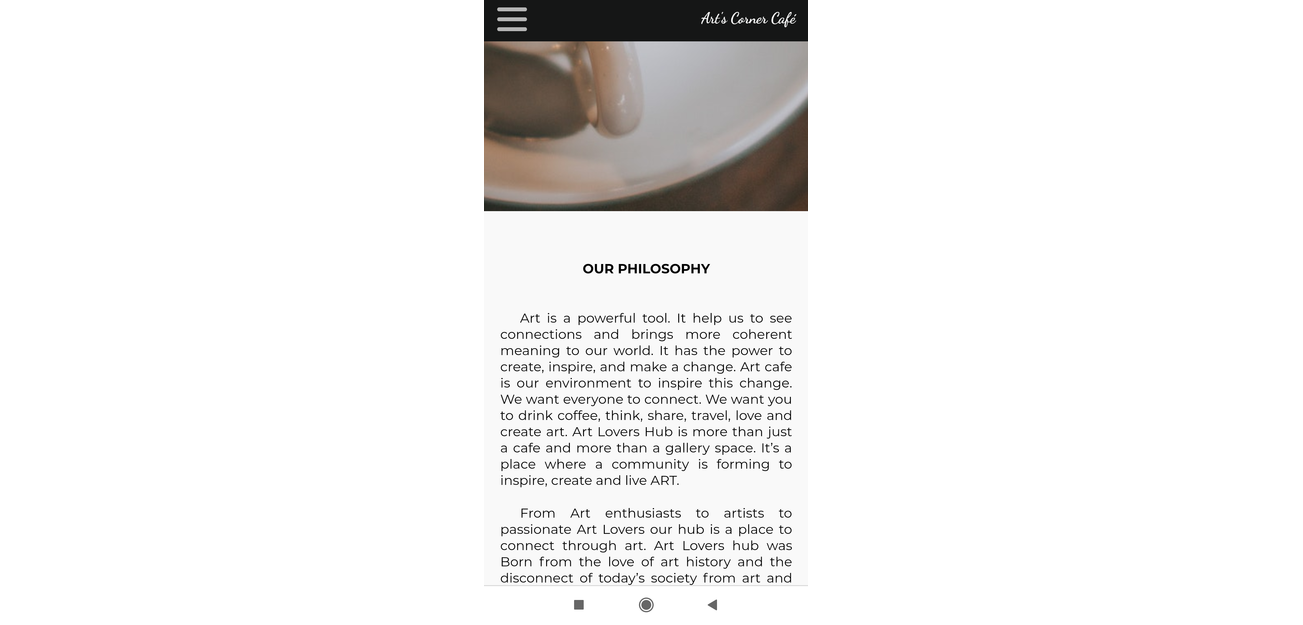 Art's Corner Café
OUR PHILOSOPHY
Art is a powerful tool. It help us to see
connections and brings more coherent
meaning to our world. It has the power to
create, inspire, and make a change. Art cafe
is our environment to inspire this change.
We want everyone to connect. We want you
to drink coffee, think, share, travel, love and
create art. Art Lovers Hub is more than just
a cafe and more than a gallery space. It’s a
place where a community is forming to
inspire, create and live ART.
From Art enthusiasts to artists to
passionate Art Lovers our hub is a place to
connect through art. Art Lovers hub was
Born from the love of art history and the
disconnect of today’s society from art and